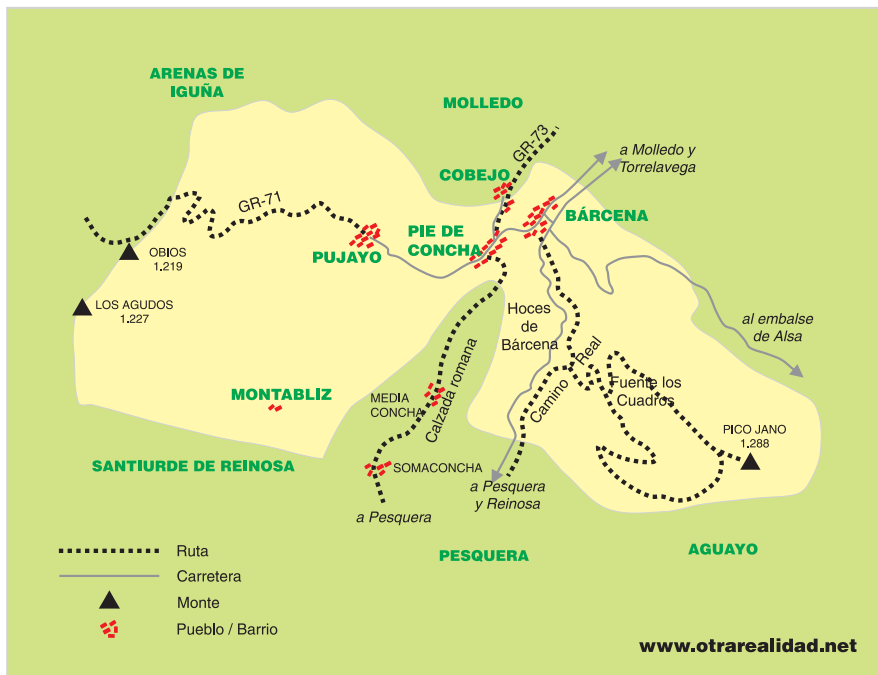 ARENAS DE
IGUÑA
MOLLEDO
GR-73
a Molledo y
Torrelavega
COBEJO
GR-71
BÁRCENA
PIE DE
CONCHA
PUJAYO
OBIOS
1.219
LOS AGUDOS
1.227
Hoces
de
Bárcena
al embalse
de Alsa
Camino Real
Fuente los
Cuadros
MONTABLIZ
MEDIA
CONCHA
Calzada romana
PICO JANO
1.288
SANTIURDE DE REINOSA
SOMACONCHA
a Pesquera
y Reinosa
a Pesquera
PESQUERA
AGUAYO
Ruta
Carretera
Monte
Pueblo / Barrio
www.otrarealidad.net